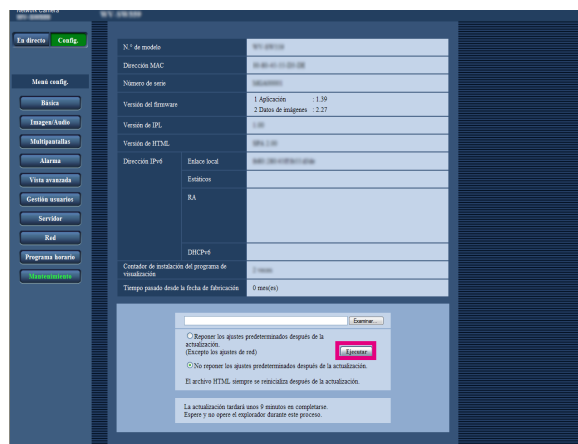 Network Camera
En directo
Config.
Menú config.
Básica
Imagen/Audio
Multipantallas
Alarma
Vista avanzada
Gestión usuarios
Servidor
Red
Programa horario
Mantenimiento
N.° de modelo
Dirección MAC
Número de serie
Versión del firmware
1 Aplicación : 1.39
2 Datos de imágenes : 2.27
Versión de IPL
Versión de HTML
Dirección IPv6
Enlace local
Estáticos
RA
DHCPv6
Contador de instalación del programa de
visualización
Tiempo pasado desde la fecha de fabricación
0 mes(es)
Examinar...
Reponer los ajustes predeterminados después de la
actualización.
(Excepto los ajustes de red)
Ejecutar
No reponer los ajustes predeterminados después de la actualización.
El archivo HTML siempre se reinicializa después de la actualización.
La actualización tardará unos 9 minutos en completarse.
Espere y no opere el explorador durante este proceso.